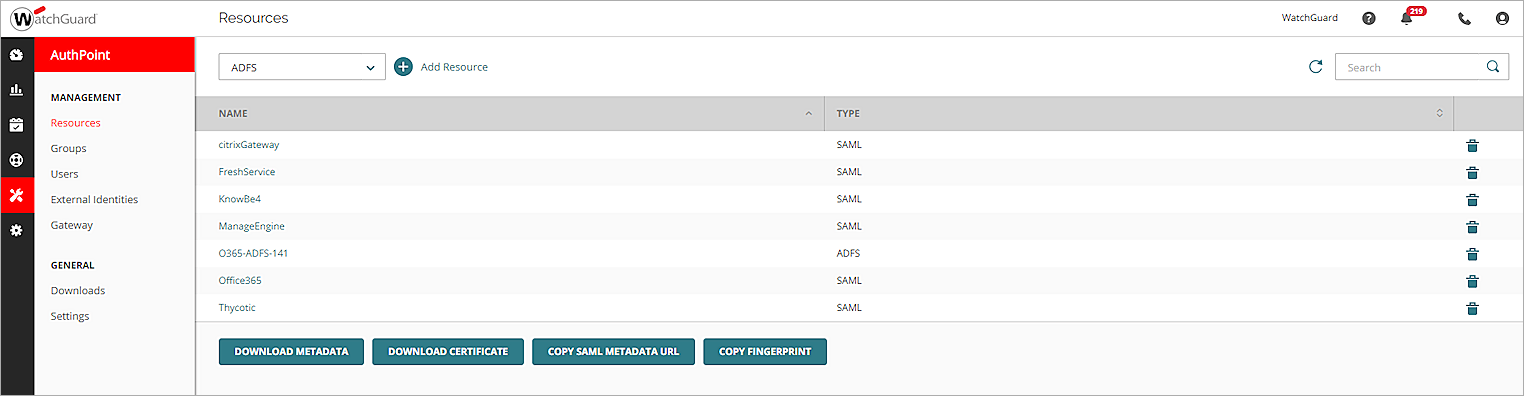 WatchGuard
Resources
WatchGuard
?
219
AuthPoint
ADFS
Add Resource
Search
MANAGEMENT
Resources
Groups
Users
External Identities
Gateway
GENERAL
Downloads
Settings
NAME TYPE
citrixGateway SAML
FreshService SAML
KnowBe4 SAML
ManageEngine SAML
O365-ADFS-141 ADFS
Office365 SAML
Thycotic SAML
DOWNLOAD METADATA DOWNLOAD CERTIFICATE COPY SAML METADATA URL COPY FINGERPRINT